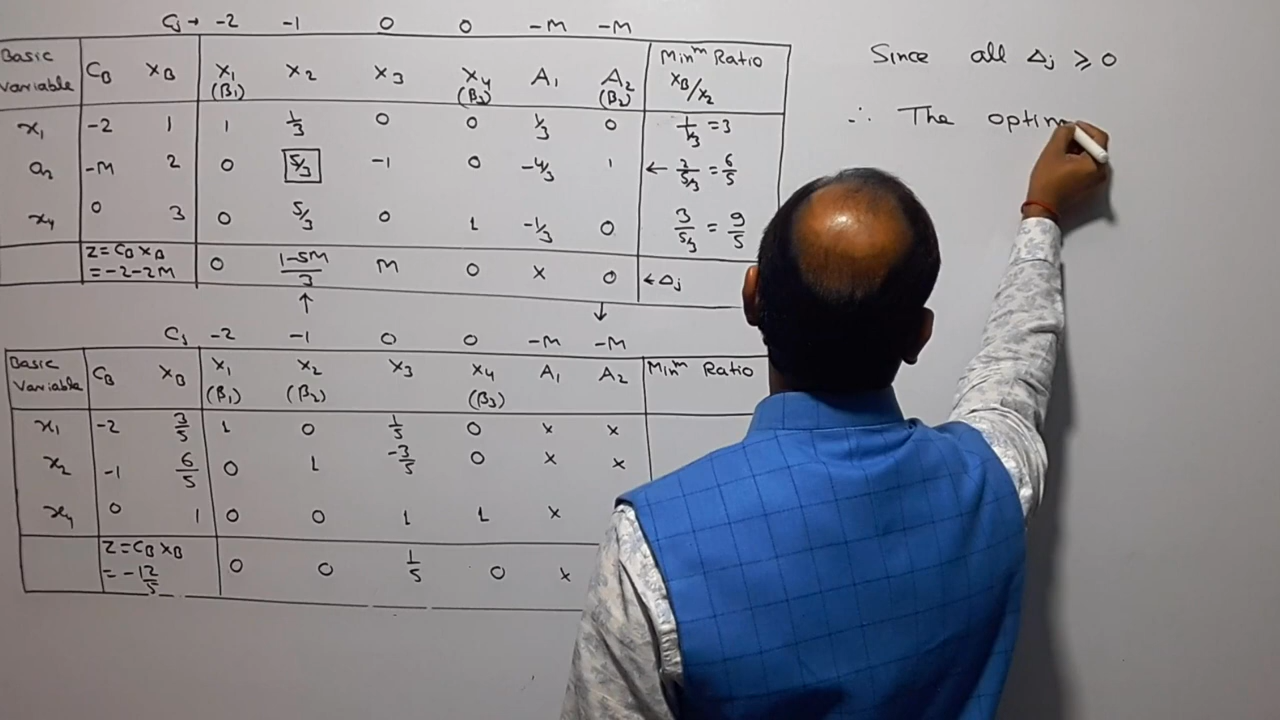 Cj → -2 -1 0 0 -M -M
Basic Variable CB XB X1 (β1) X2 X3 X4 (β3) A1 A2 (β2) Minm Ratio XB/X2
x1 -2 1 1 1/3 0 0 1/3 0 1/1/3 = 3
a2 -M 2 0 5/3 -1 0 -4/3 1 ← 2/5/3 = 6/5
x4 0 3 0 5/3 0 1 -1/3 0 3/5/3 = 9/5
Z = CB XB = -2-2M 0 1-5M/3 M 0 x 0 ← Δj
↑ ↓
Cj -2 -1 0 0 -M -M
Basic Variable CB XB X1 (β1) X2 (β2) X3 X4 (β3) A1 A2 Minm Ratio
x1 -2 3/5 1 0 1/5 0 x x
x2 -1 6/5 0 1 -3/5 0 x x
x4 0 1 0 0 1 1 x
Z = CB XB = -12/5 0 0 1/5 0 x
Since all Δj ⩾ 0
∴ The optim